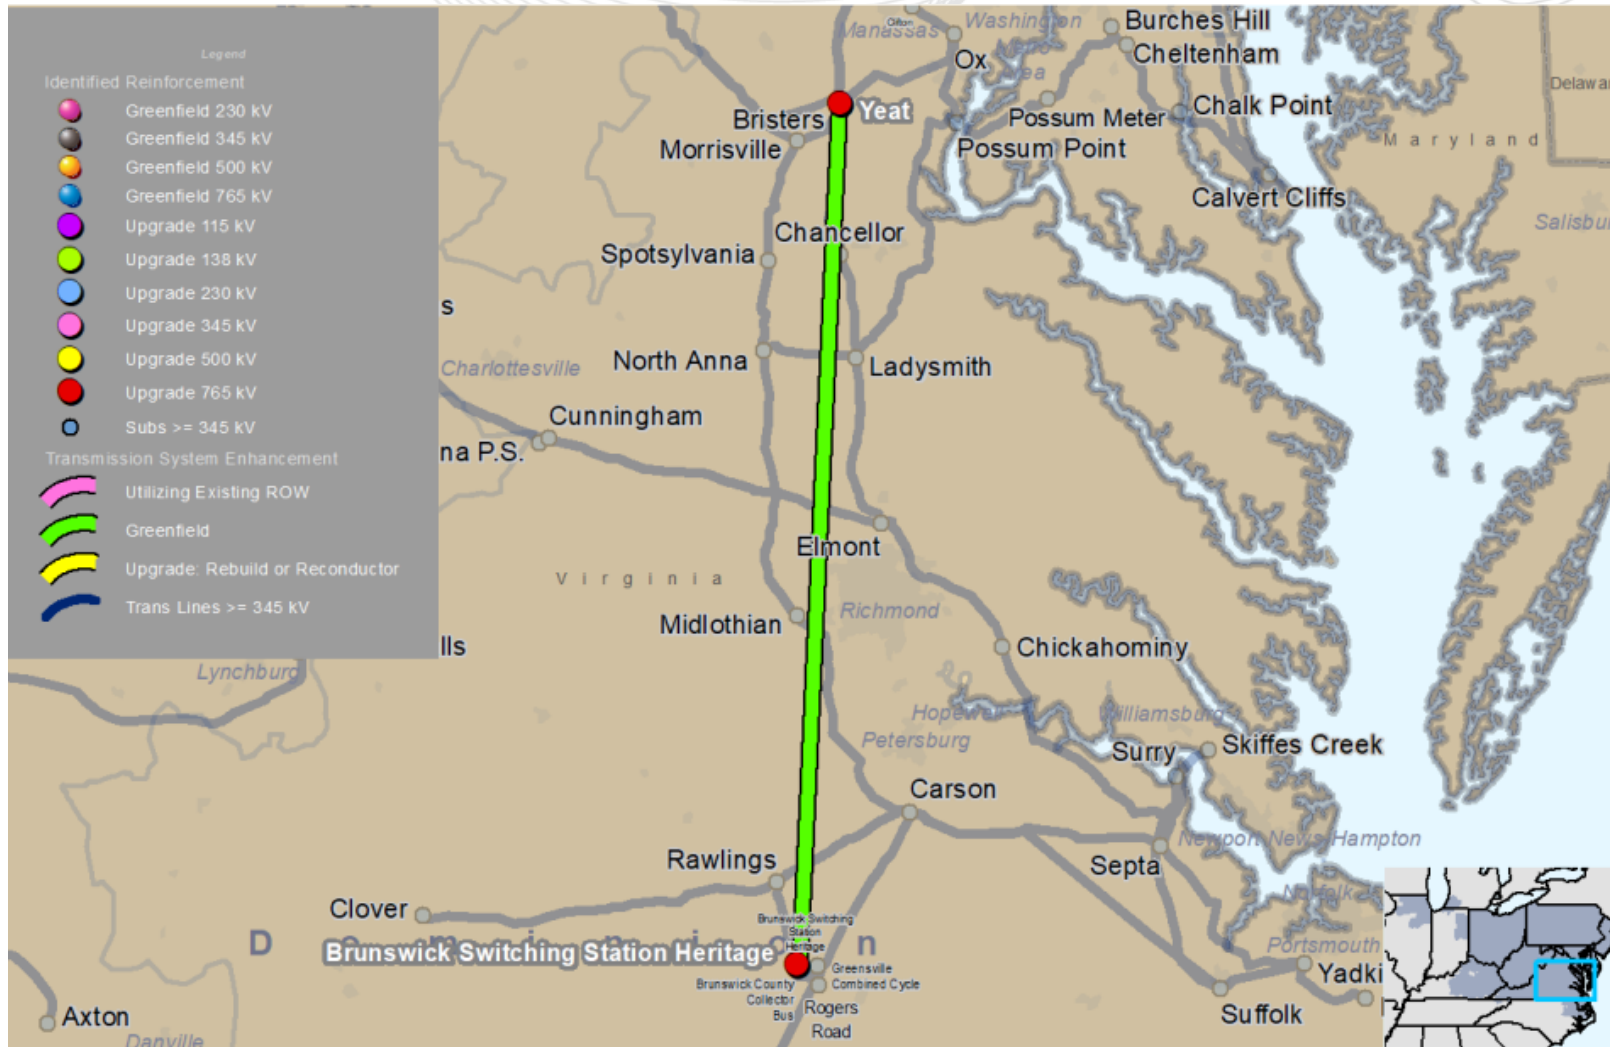 Legend
Identified Reinforcement
Greenfield 230 kV
Greenfield 345 kV
Greenfield 500 kV
Greenfield 765 kV
Upgrade 115 kV
Upgrade 138 kV
Upgrade 230 kV
Upgrade 345 kV
Upgrade 500 kV
Upgrade 765 kV
Subs >= 345 kV
Transmission System Enhancement
Utilizing Existing ROW
Greenfield
Upgrade: Rebuild or Reconductor
Trans Lines >= 345 kV
Clifton
Manassas
Washington
Area
Burches Hill
Cheltenham
Ox
Delawar
Bristers
Yeat
Chalk Point
Possum Meter
Morrisville
Possum Point
Maryland
Calvert Cliffs
Salisbur
Chancellor
Spotsylvania
s
North Anna
Ladysmith
Charlottesville
Cunningham
na P.S.
Elmont
Virginia
Richmond
Midlothian
lls
Chickahominy
Lynchburg
Hopewell
Williamsburg
Petersburg
Surry
Skiffes Creek
Carson
Newport News-Hampton
Rawlings
Septa
Clover
Norfolk
Dominion
Brunswick Switching
Station
Heritage
Brunswick Switching Station Heritage
Portsmouth
Greensville
Combined Cycle
Yadki
Brunswick County
Collector
Bus
Rogers
Road
Suffolk
Axton
Danville